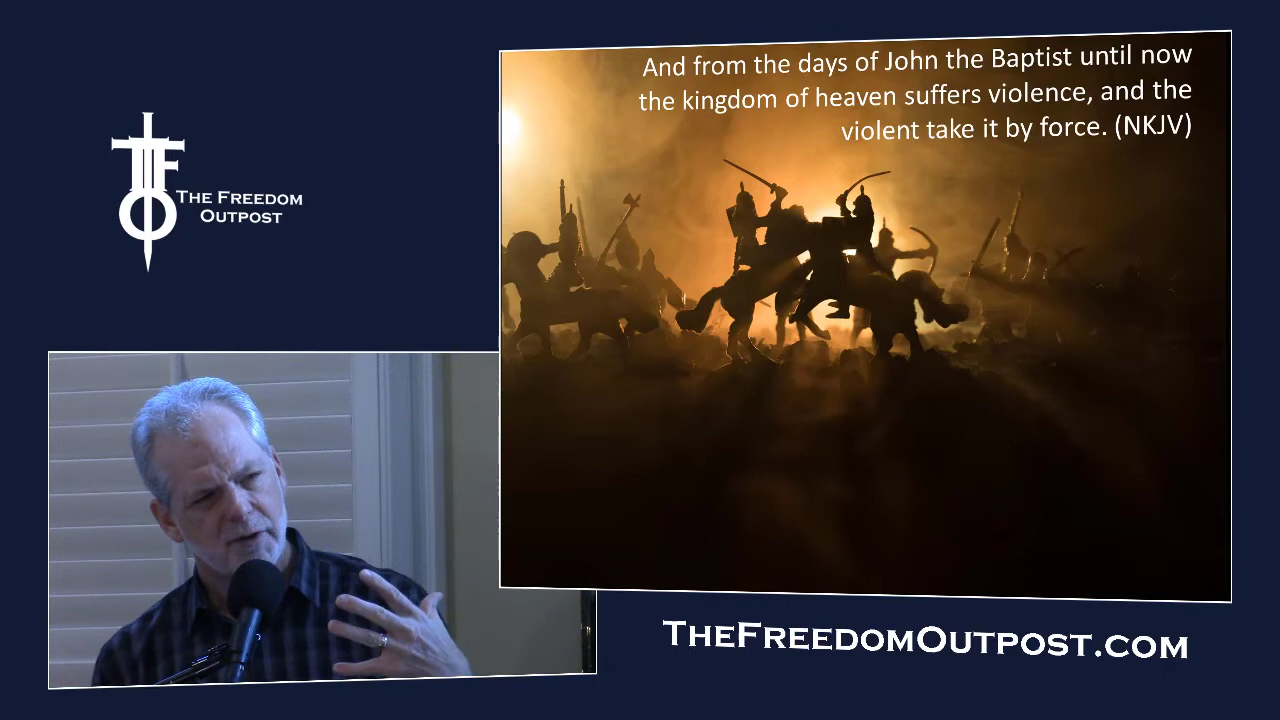 And from the days of John the Baptist until now
the kingdom of heaven suffers violence, and the
violent take it by force. (NKJV)
TFO
THE FREEDOM
OUTPOST
THEFREEDOMOUTPOST.COM